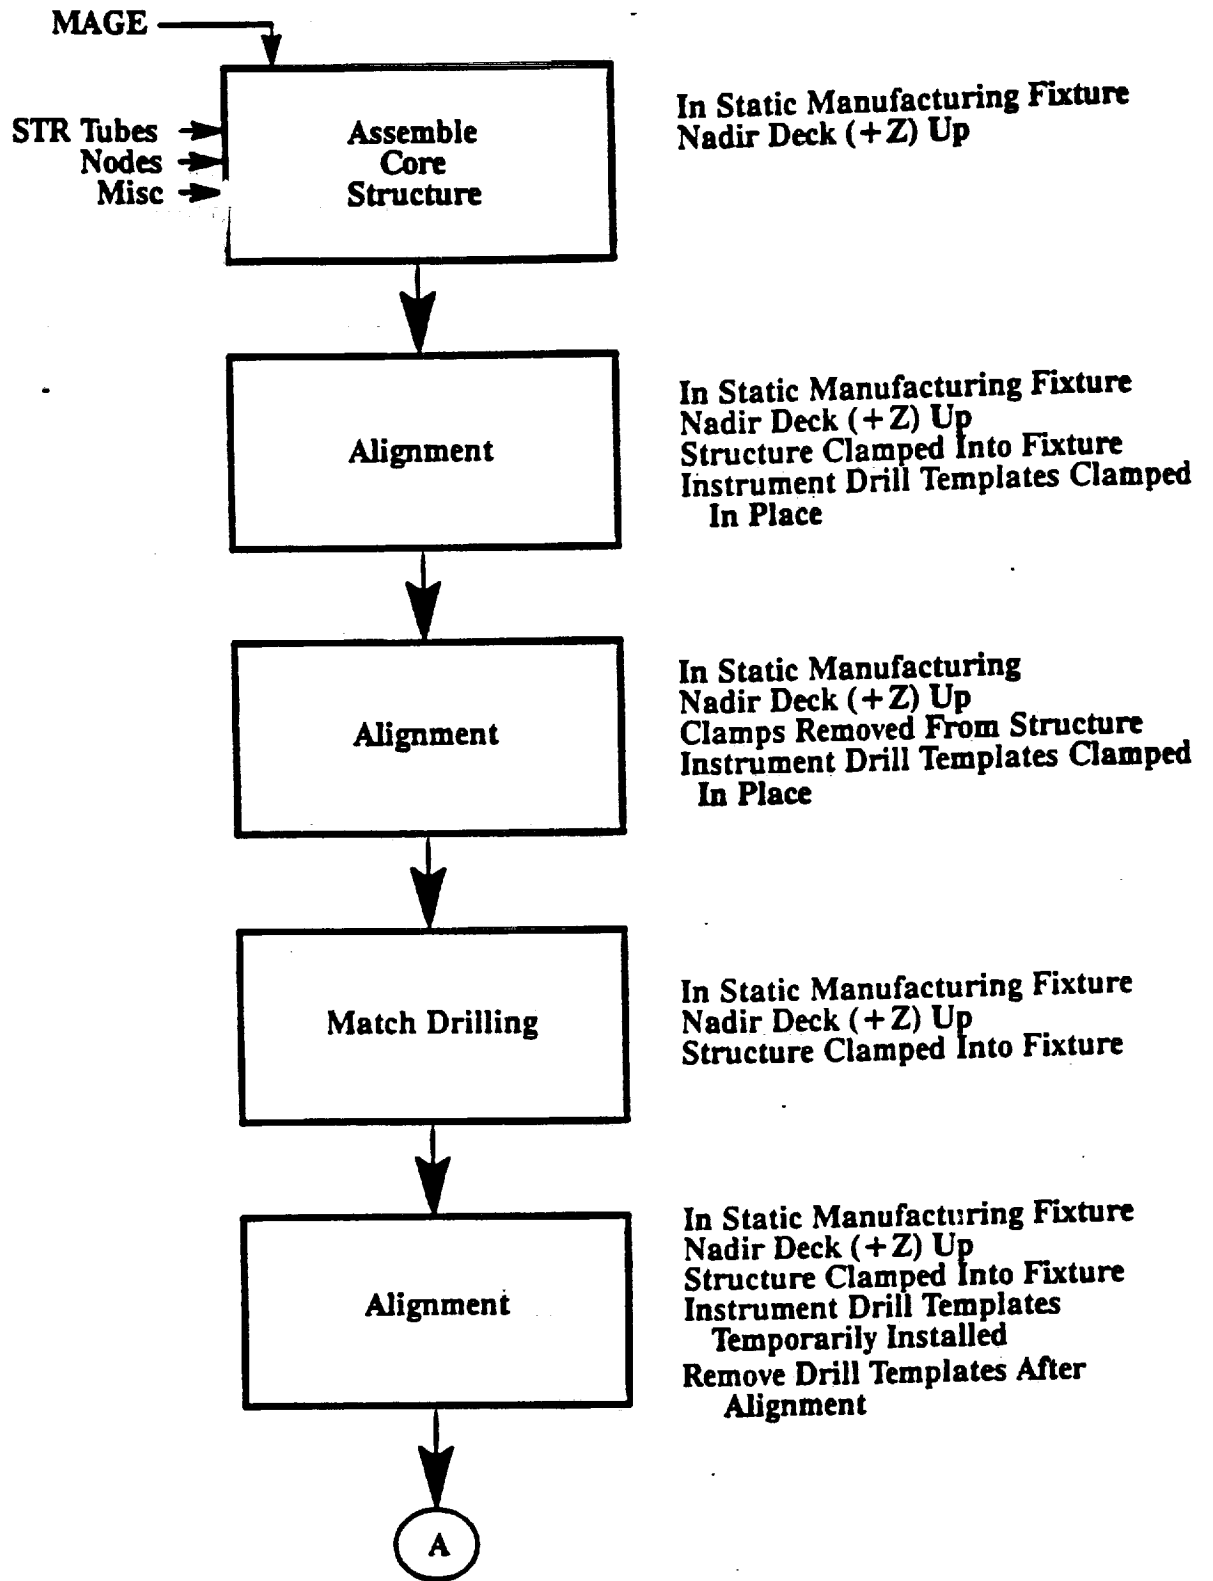 MAGE
STR Tubes
Nodes
Misc
Assemble
Core
Structure
In Static Manufacturing Fixture
Nadir Deck (+Z) Up
Alignment
In Static Manufacturing Fixture
Nadir Deck (+Z) Up
Structure Clamped Into Fixture
Instrument Drill Templates Clamped
In Place
Alignment
In Static Manufacturing
Nadir Deck (+Z) Up
Clamps Removed From Structure
Instrument Drill Templates Clamped
In Place
Match Drilling
In Static Manufacturing Fixture
Nadir Deck (+Z) Up
Structure Clamped Into Fixture
Alignment
In Static Manufacturing Fixture
Nadir Deck (+Z) Up
Structure Clamped Into Fixture
Instrument Drill Templates
Temporarily Installed
Remove Drill Templates After
Alignment
A